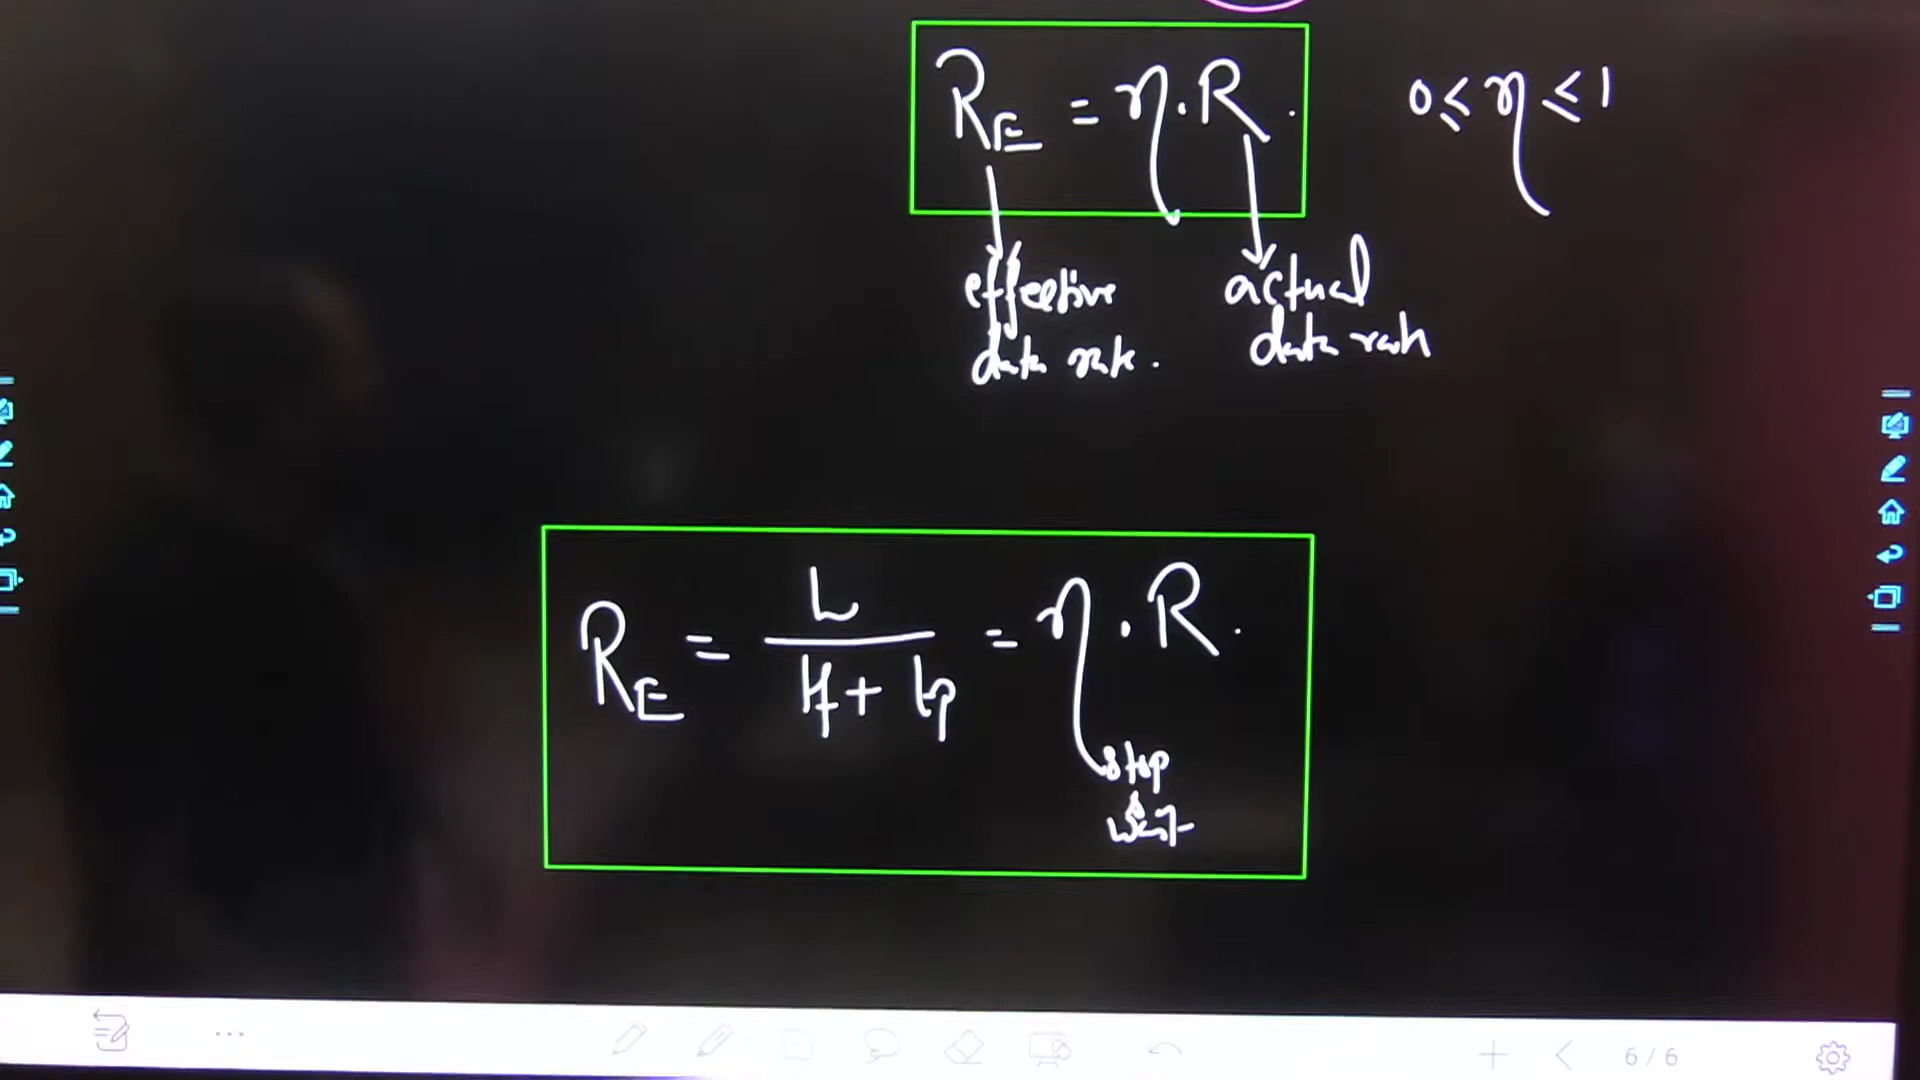 R_E = η.R. 0 ≤ η ≤ 1
effective actual
data rate. data rate
R_E = L / (t_f + t_p) = η . R.
stop
&
wait
6 / 6